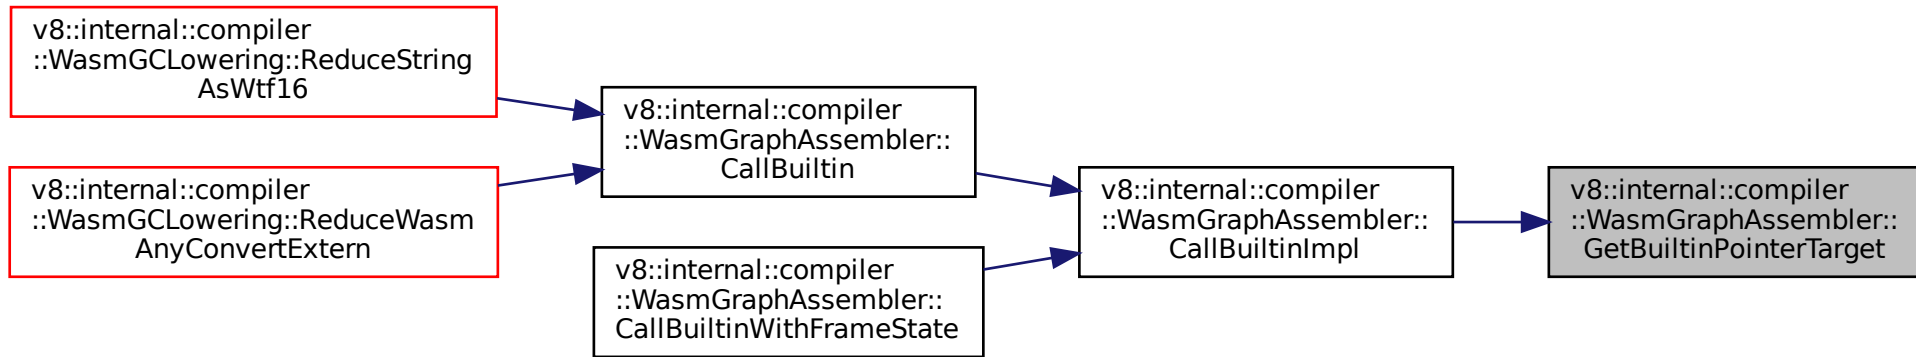 v8::internal::compiler
::WasmGCLowering::ReduceString
AsWtf16
v8::internal::compiler
::WasmGCLowering::ReduceWasm
AnyConvertExtern
v8::internal::compiler
::WasmGraphAssembler::
CallBuiltin
v8::internal::compiler
::WasmGraphAssembler::
CallBuiltinWithFrameState
v8::internal::compiler
::WasmGraphAssembler::
CallBuiltinImpl
v8::internal::compiler
::WasmGraphAssembler::
GetBuiltinPointerTarget